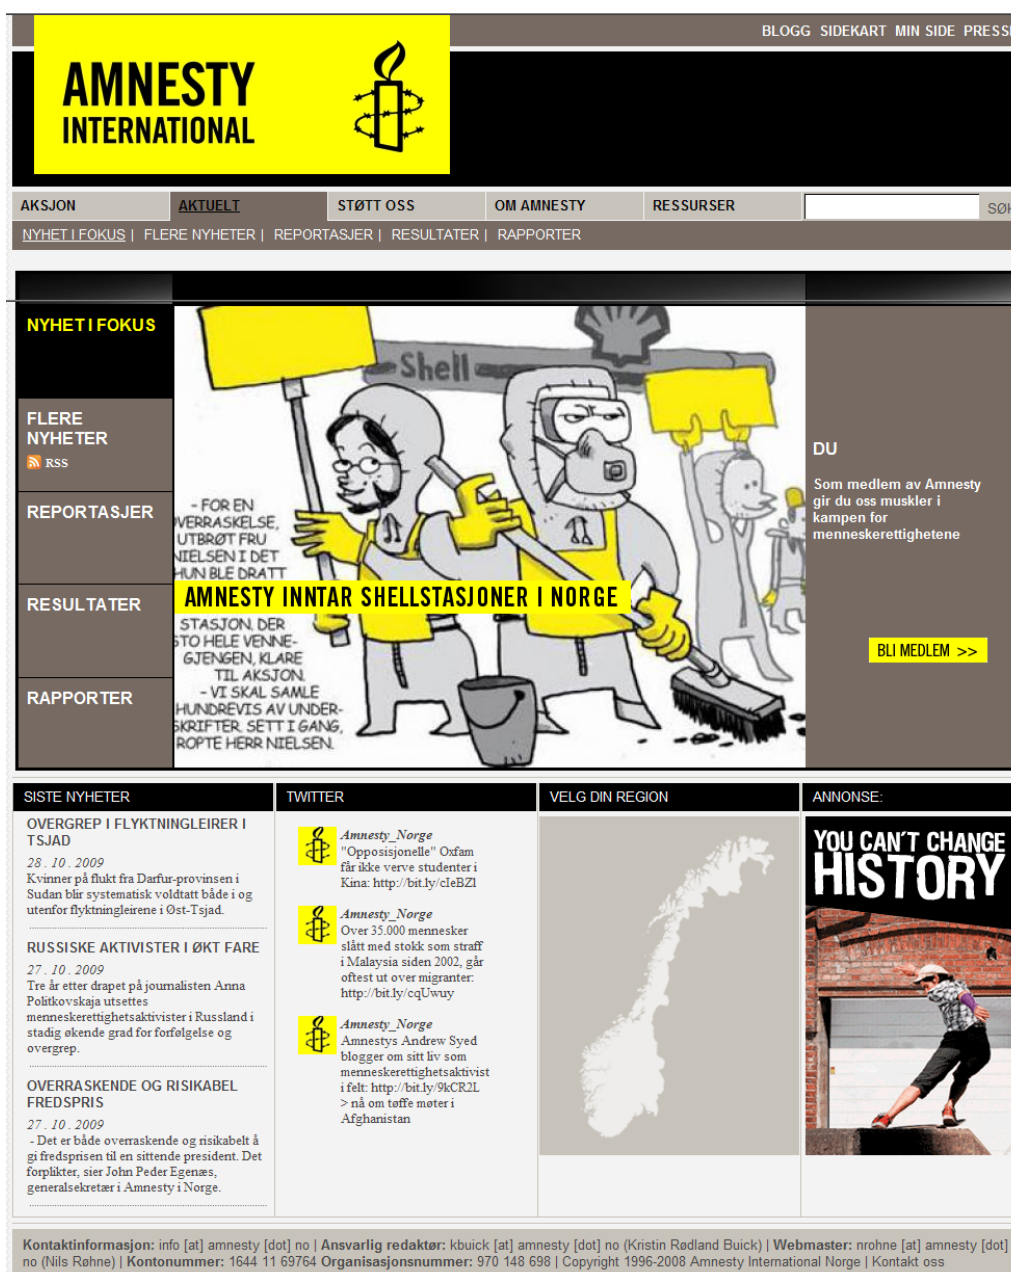 BLOGG SIDEKART MIN SIDE
AMNESTY
INTERNATIONAL
AKSJON
AKTUELT
STØTT OSS
OM AMNESTY
RESSURSER
NYHET I FOKUS | FLERE NYHETER | REPORTASJER | RESULTATER | RAPPORTER
NYHET I FOKUS
FLERE
NYHETER
RSS
REPORTASJER
RESULTATER
RAPPORTER
Shell
- FOR EN
OVERRASKELSE,
UTBRØT FRU
NIELSEN I DET
HUN BLE DRATT
AMNESTY INNTAR SHELLSTASJONER I NORGE
STASJON. DER
STO HELE VENNE-
GJENGEN, KLARE
TIL AKSJON.
- VI SKAL SAMLE
HUNDREVIS AV UNDER-
SKRIFTER. SETT I GANG,
ROPTE HERR NIELSEN.
DU
Som medlem av Amnesty
gir du oss muskler i
kampen for
menneskerettighetene
BLI MEDLEM >>
SISTE NYHETER
OVERGREP I FLYKTNINGLEIRER I
TSJAD
28 . 10 . 2009
Kvinner på flukt fra Darfur-provinsen i
Sudan blir systematisk voldtatt både i og
utenfor flyktningleirene i Øst-Tsjad.
RUSSISKE AKTIVISTER I ØKT FARE
27 . 10 . 2009
Tre år etter drapet på journalisten Anna
Politkovskaja utsettes
menneskerettighetsaktivister i Russland i
stadig økende grad for forfølgelse og
overgrep.
OVERRASKENDE OG RISIKABEL
FREDSPRIS
27 . 10 . 2009
- Det er både overraskende og risikabelt å
gi fredsprisen til en sittende president. Det
forplikter, sier John Peder Egenæs,
generalsekretær i Amnesty i Norge.
TWITTER
Amnesty_Norge
"Opposisjonelle" Oxfam
får ikke verve studenter i
Kina: http://bit.ly/cIeBZl
Amnesty_Norge
Over 35.000 mennesker
slått med stokk som straff
i Malaysia siden 2002, går
oftest ut over migranter:
http://bit.ly/cqUwuy
Amnesty_Norge
Amnestys Andrew Syed
blogger om sitt liv som
menneskerettighetsaktivist
i felt: http://bit.ly/9kCR2L
> nå om tøffe møter i
Afghanistan
VELG DIN REGION
ANNONSE:
YOU CAN'T CHANGE
HISTORY
Kontaktinformasjon: info [at] amnesty [dot] no | Ansvarlig redaktør: kbuick [at] amnesty [dot] no (Kristin Rødland Buick) | Webmaster: nrohne [at] amnesty [dot]
no (Nils Røhne) | Kontonummer: 1644 11 69764 Organisasjonsnummer: 970 148 698 | Copyright 1996-2008 Amnesty International Norge | Kontakt oss